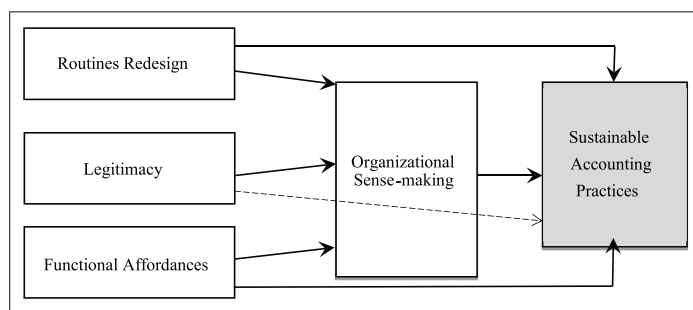 Routines Redesign
Legitimacy
Functional Affordances
Organizational
Sense-making
Sustainable
Accounting
Practices